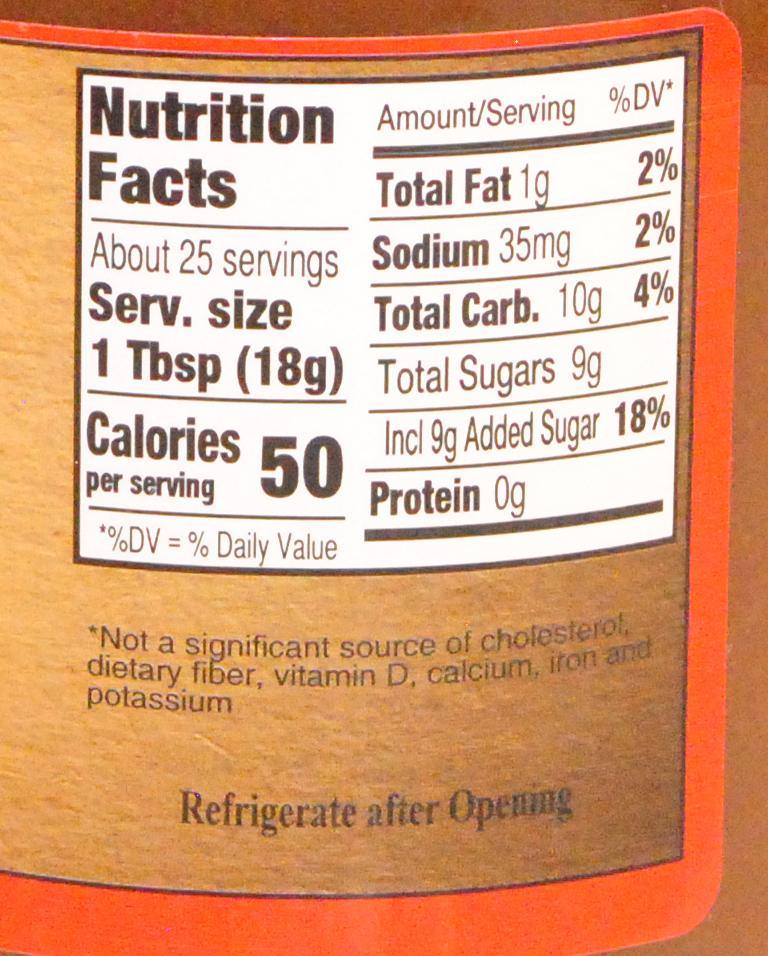 Nutrition
Facts
About 25 servings
Serv. size
1 Tbsp (18g)
Calories 50
per serving
*%DV = % Daily Value
Amount/Serving %DV*
Total Fat 1g 2%
Sodium 35mg 2%
Total Carb. 10g 4%
Total Sugars 9g
Incl 9g Added Sugar 18%
Protein 0g
*Not a significant source of cholesterol,
dietary fiber, vitamin D, calcium, iron and
potassium
Refrigerate after Opening